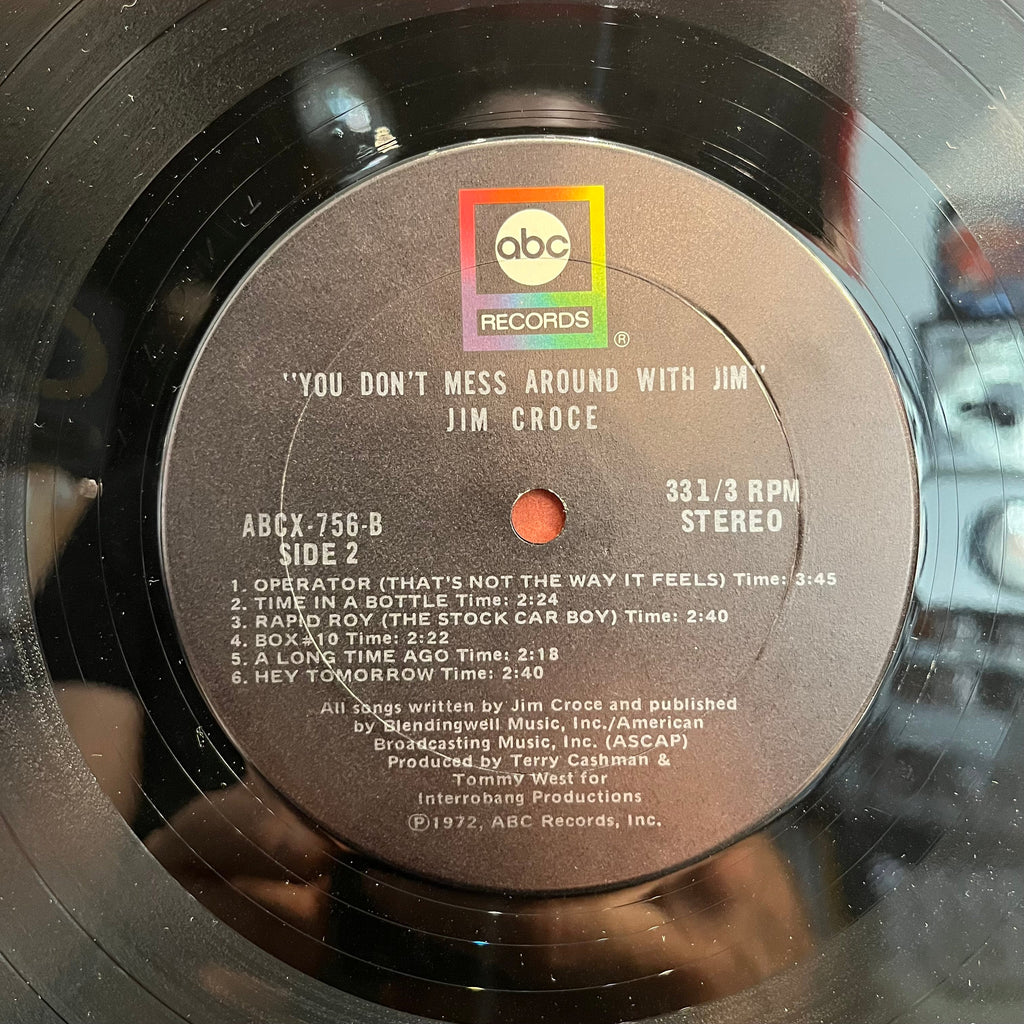 abc
RECORDS
®
"YOU DON'T MESS AROUND WITH JIM"
JIM CROCE
33 1/3 RPM
STEREO
ABCX-756-B
SIDE 2
1. OPERATOR (THAT'S NOT THE WAY IT FEELS) Time: 3:45
2. TIME IN A BOTTLE Time: 2:24
3. RAPID ROY (THE STOCK CAR BOY) Time: 2:40
4. BOX#10 Time: 2:22
5. A LONG TIME AGO Time: 2:18
6. HEY TOMORROW Time: 2:40
All songs written by Jim Croce and published
by Blendingwell Music, Inc./American
Broadcasting Music, Inc. (ASCAP)
Produced by Terry Cashman &
Tommy West for
Interrobang Productions
℗1972, ABC Records, Inc.